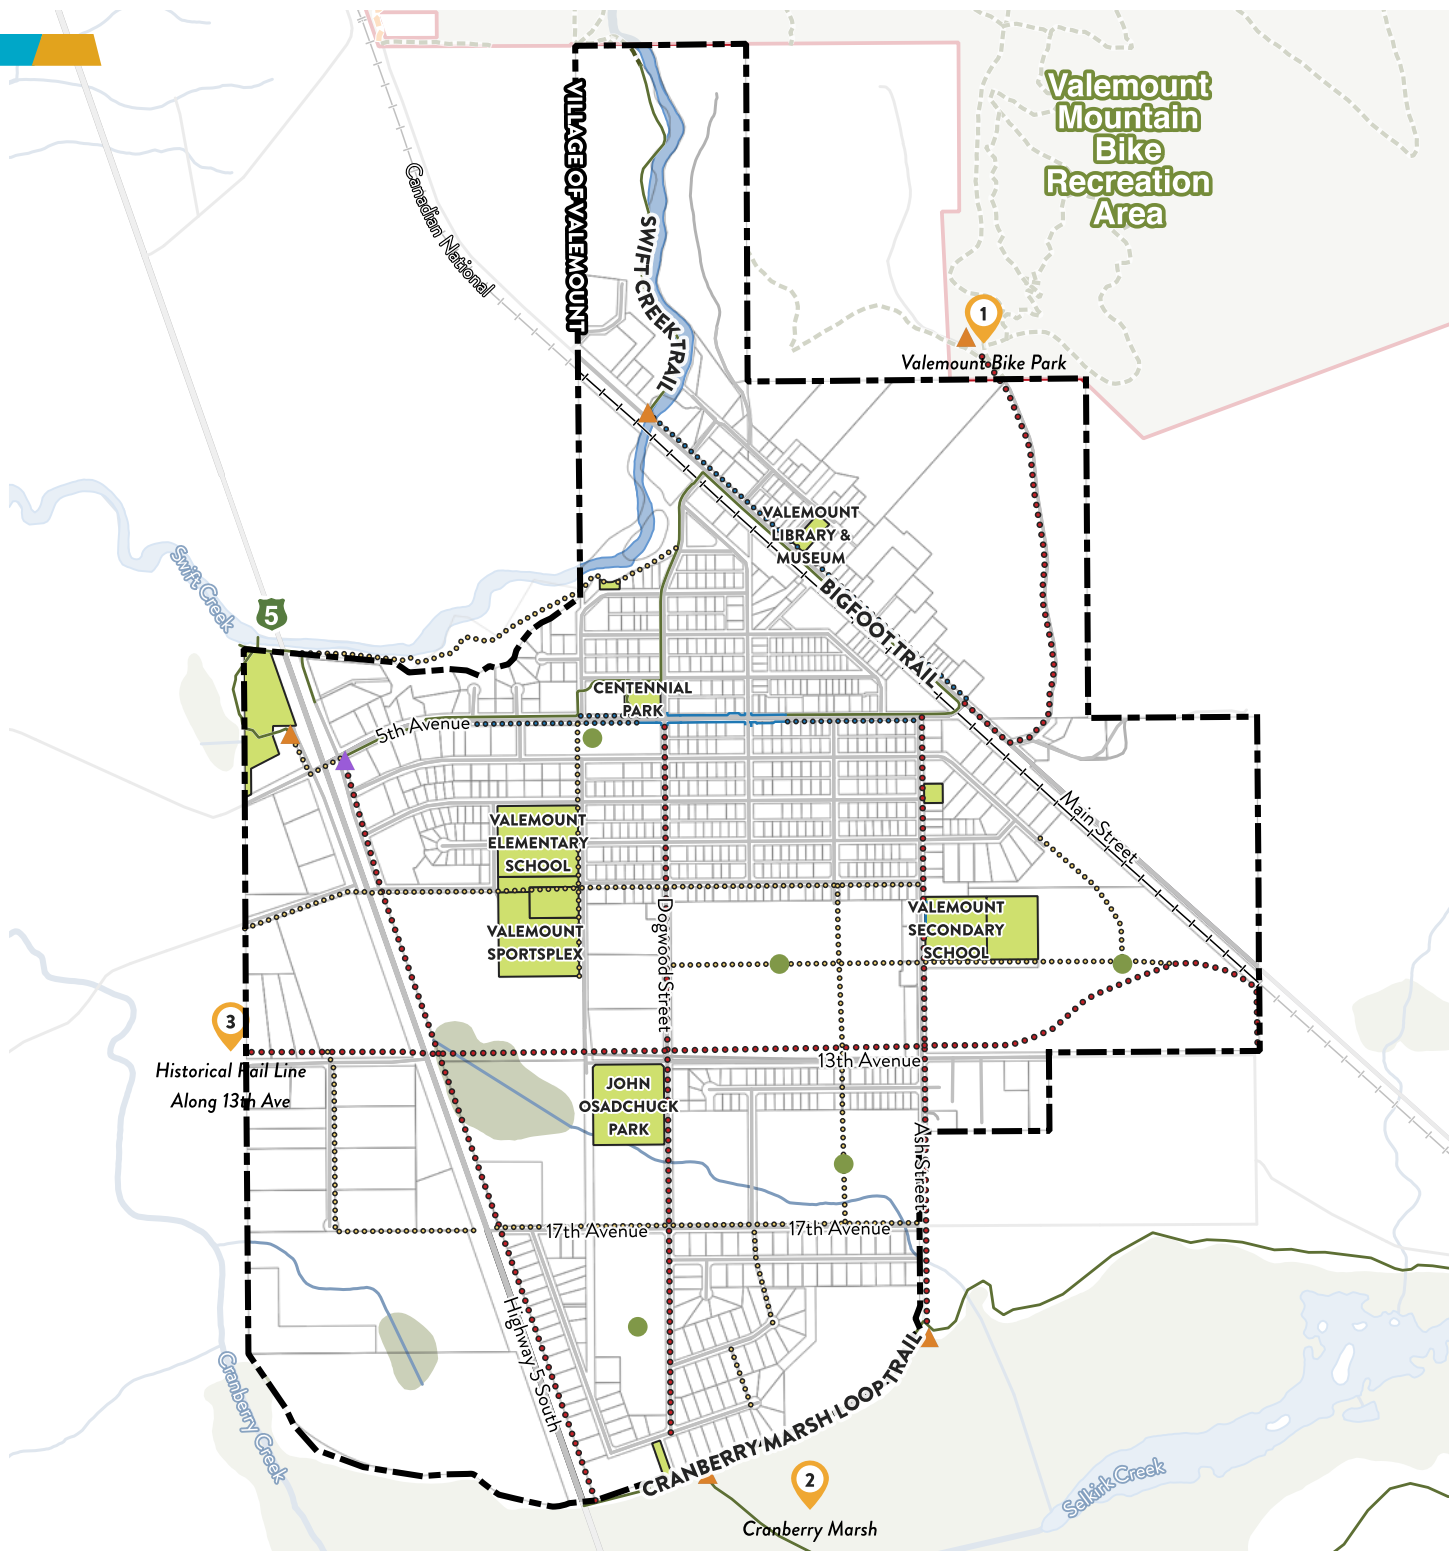 Valemount
Mountain
Bike
Recreation
Area
VILLAGE OF VALEMOUNT
Canadian National
SWIFT CREEK TRAIL
1
Valemount Bike Park
VALEMOUNT
LIBRARY &
MUSEUM
Swift Creek
5
BIGFOOT TRAIL
CENTENNIAL
PARK
5th Avenue
Main Street
VALEMOUNT
ELEMENTARY
SCHOOL
VALEMOUNT
SPORTSPLEX
Dogwood Street
VALEMOUNT
SECONDARY
SCHOOL
3
Historical Rail Line
Along 13th Ave
13th Avenue
JOHN
OSADCHUCK
PARK
Ash Street
17th Avenue
17th Avenue
Highway 5 South
Cranberry Creek
CRANBERRY MARSH LOOP TRAIL
2
Cranberry Marsh
Selkirk Creek